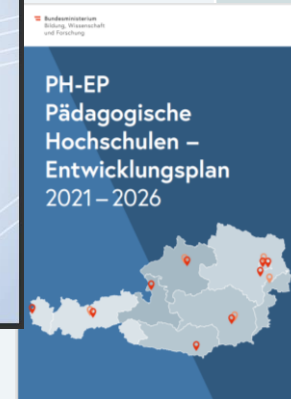 Bundesministerium
Bildung, Wissenschaft
und Forschung
PH-EP
Pädagogische
Hochschulen –
Entwicklungsplan
2021 – 2026